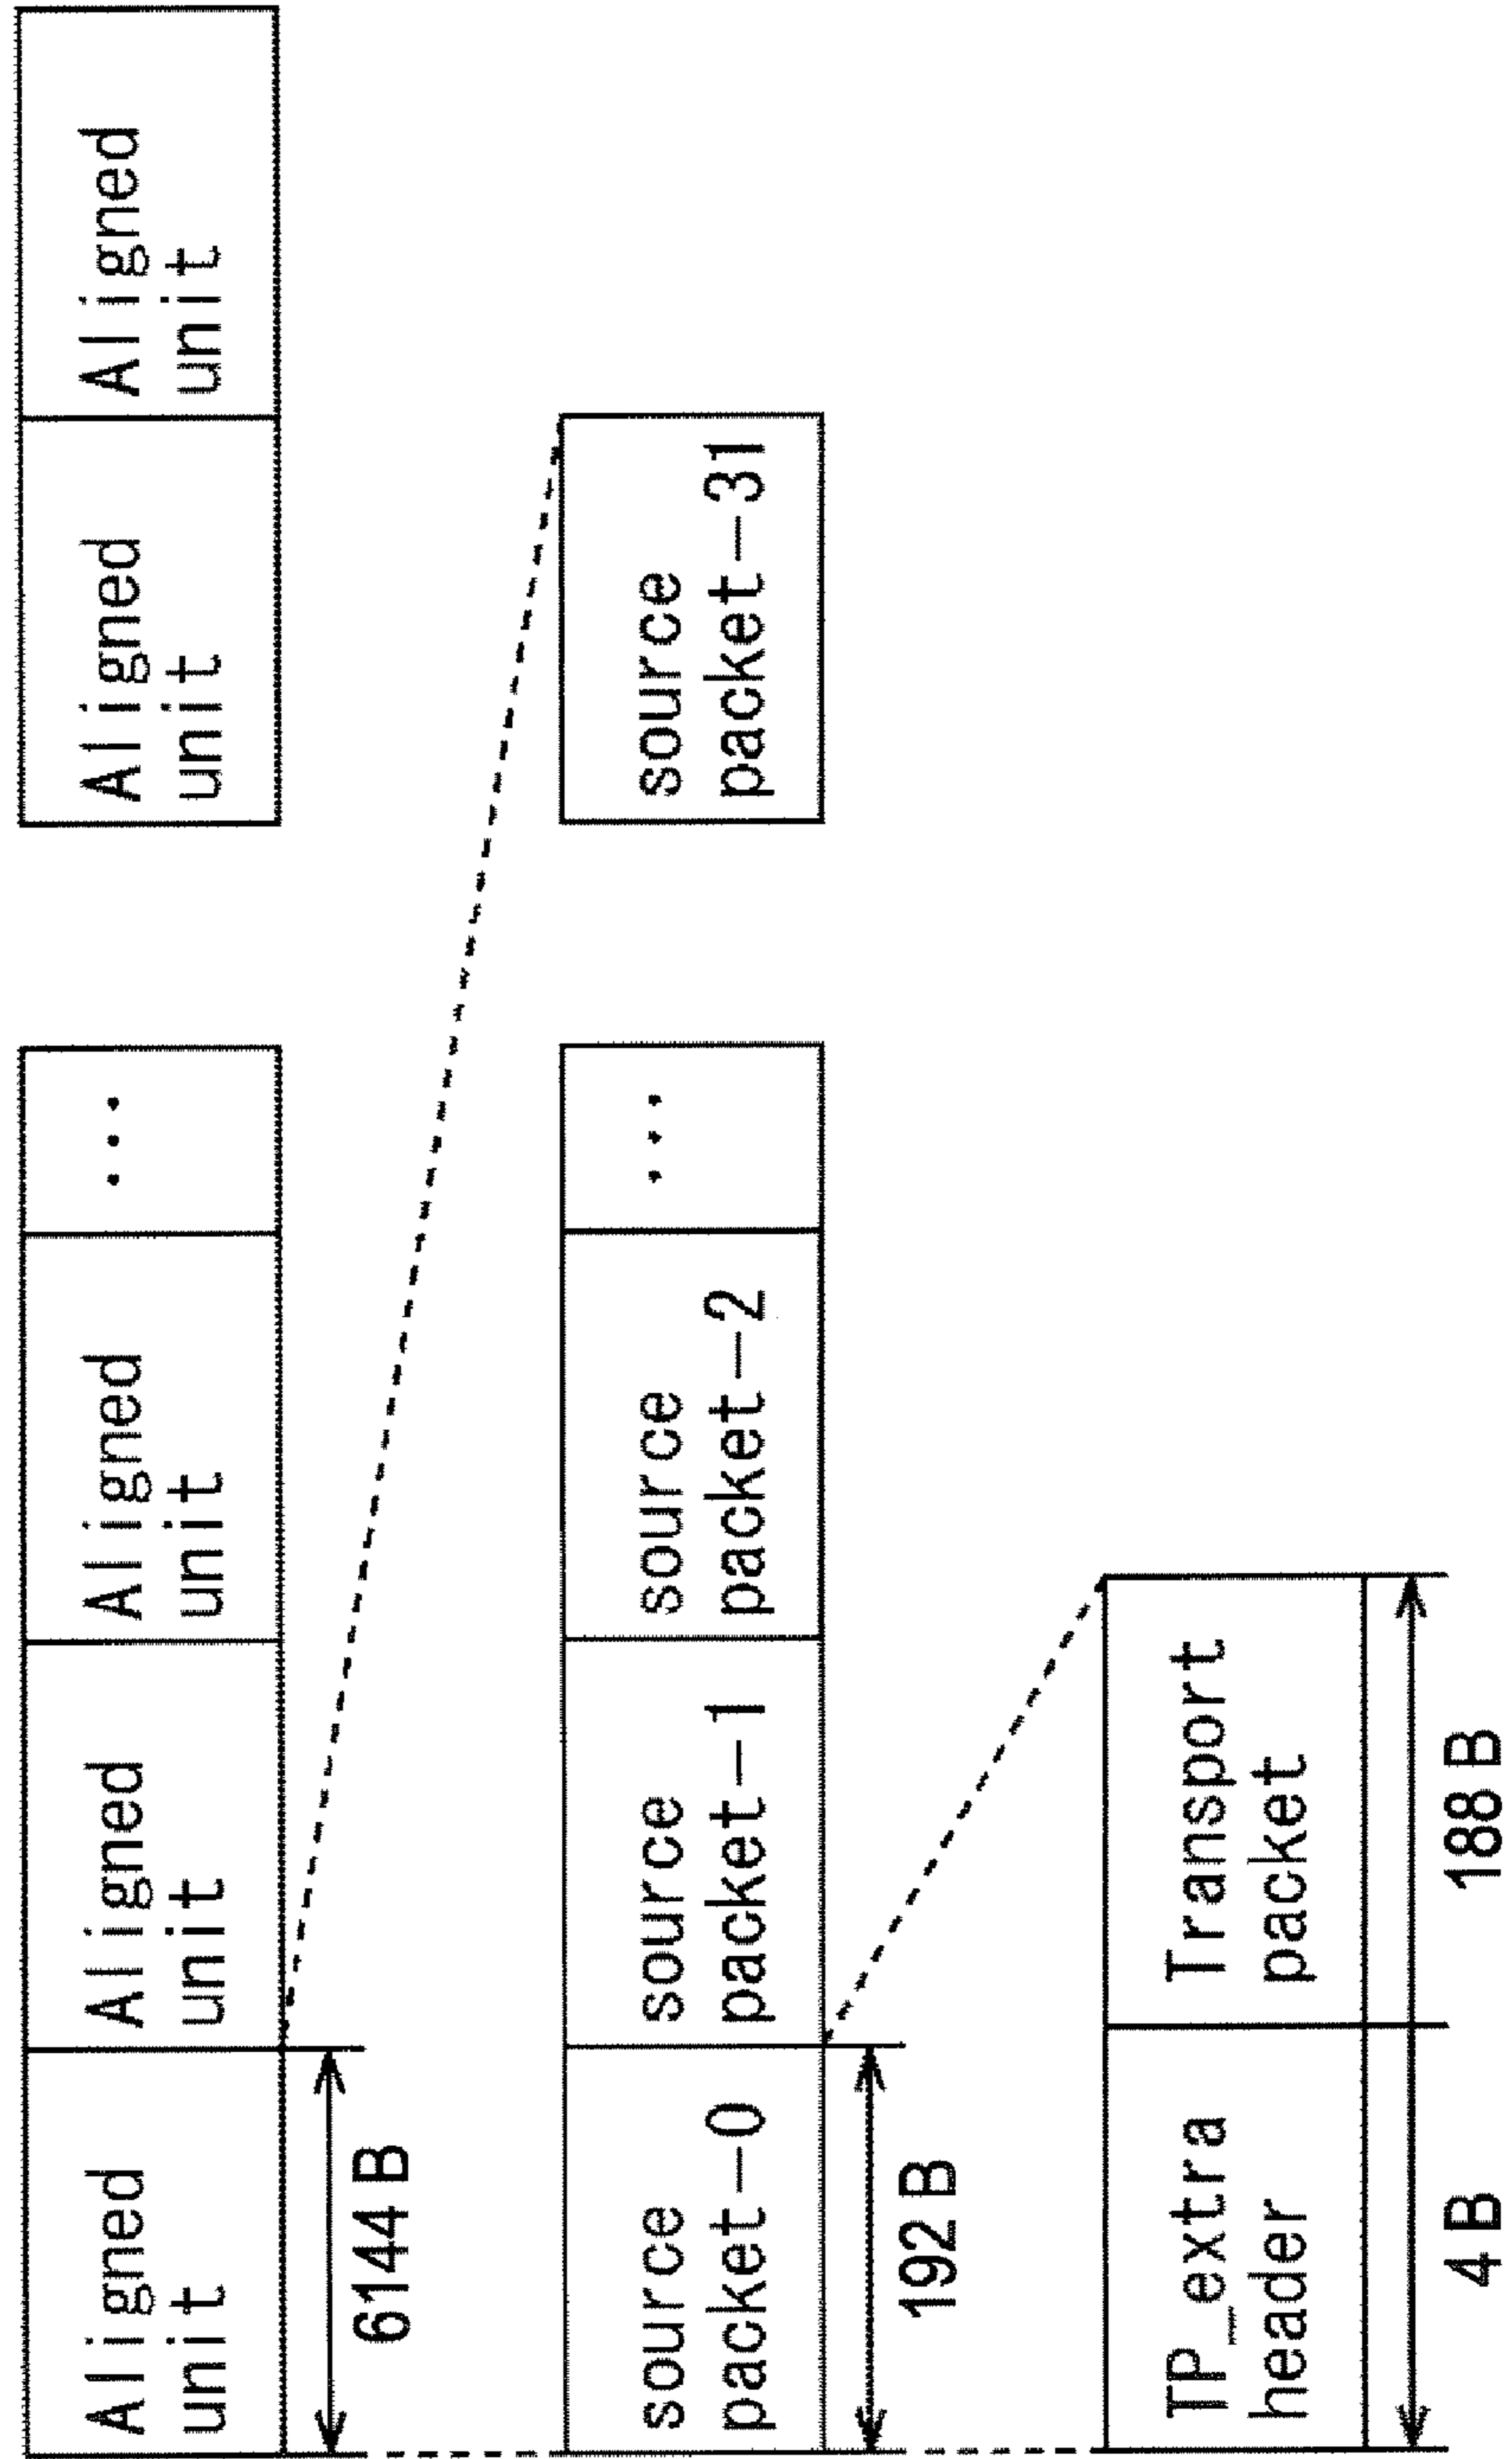 Aligned
unit
Aligned
unit
Aligned
unit
...
Aligned
unit
Aligned
unit
6144 B
source
packet-0
source
packet-1
source
packet-2
...
source
packet-31
192 B
TP_extra
header
Transport
packet
4 B
188 B